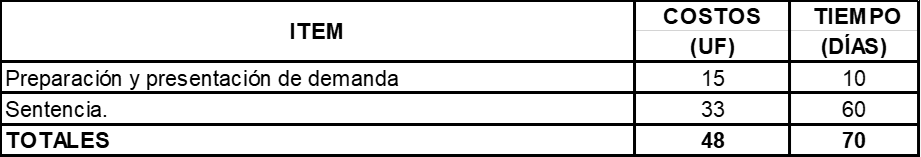 ITEM COSTOS TIEMPO
(UF) (DÍAS)
Preparación y presentación de demanda 15 10
Sentencia. 33 60
TOTALES 48 70